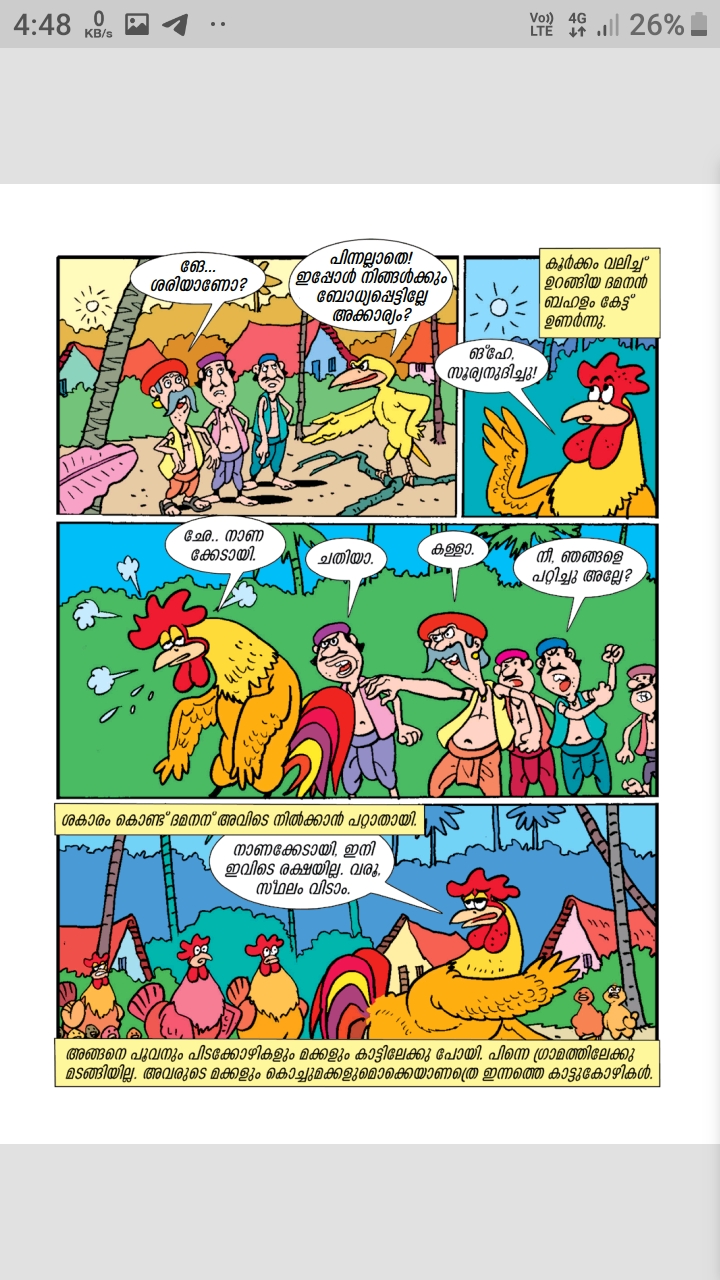 4:48
0
KB/s
Vo))
LTE
4G
26%
ങേ...
ശരിയാണോ?
പിന്നല്ലാതെ!
ഇപ്പോൾ നിങ്ങൾക്കും
ബോധ്യപ്പെട്ടില്ലേ
അക്കാര്യം?
കൂർക്കം വലിച്ച്
ഉറങ്ങിയ ദമനൻ
ബഹളം കേട്ട്
ഉണർന്നു.
ങ്ഹേ,
സൂര്യനുദിച്ചു!
ഛേ.. നാണ
ക്കേടായി.
ചതിയാ.
കള്ളാ.
നീ, ഞങ്ങളെ
പറ്റിച്ചു അല്ലേ?
ശകാരം കൊണ്ട് ദമനന് അവിടെ നിൽക്കാൻ പറ്റാതായി.
നാണക്കേടായി, ഇനി
ഇവിടെ രക്ഷയില്ല. വരൂ,
സ്ഥലം വിടാം.
അങ്ങനെ പൂവനും പിടക്കോഴികളും മക്കളും കാട്ടിലേക്കു പോയി. പിന്നെ ഗ്രാമത്തിലേക്കു
മടങ്ങിയില്ല. അവരുടെ മക്കളും കൊച്ചുമക്കളുമൊക്കെയാണത്രെ ഇന്നത്തെ കാട്ടുകോഴികൾ.